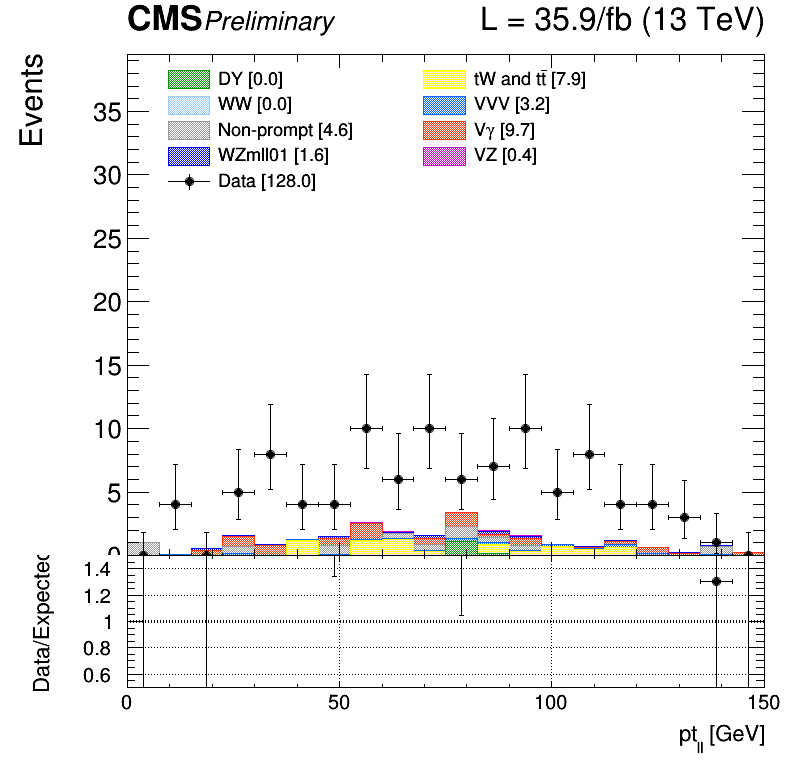 CMS Preliminary L = 35.9/fb (13 TeV)
Events
DY [0.0] tW and tt̄ [7.9]
WW [0.0] VVV [3.2]
Non-prompt [4.6] Vγ [9.7]
WZmll01 [1.6] VZ [0.4]
Data [128.0]
35
30
25
20
15
10
5
0
Data/Expected
1.4
1.2
1
0.8
0.6
0 50 100 150
pt_ll [GeV]